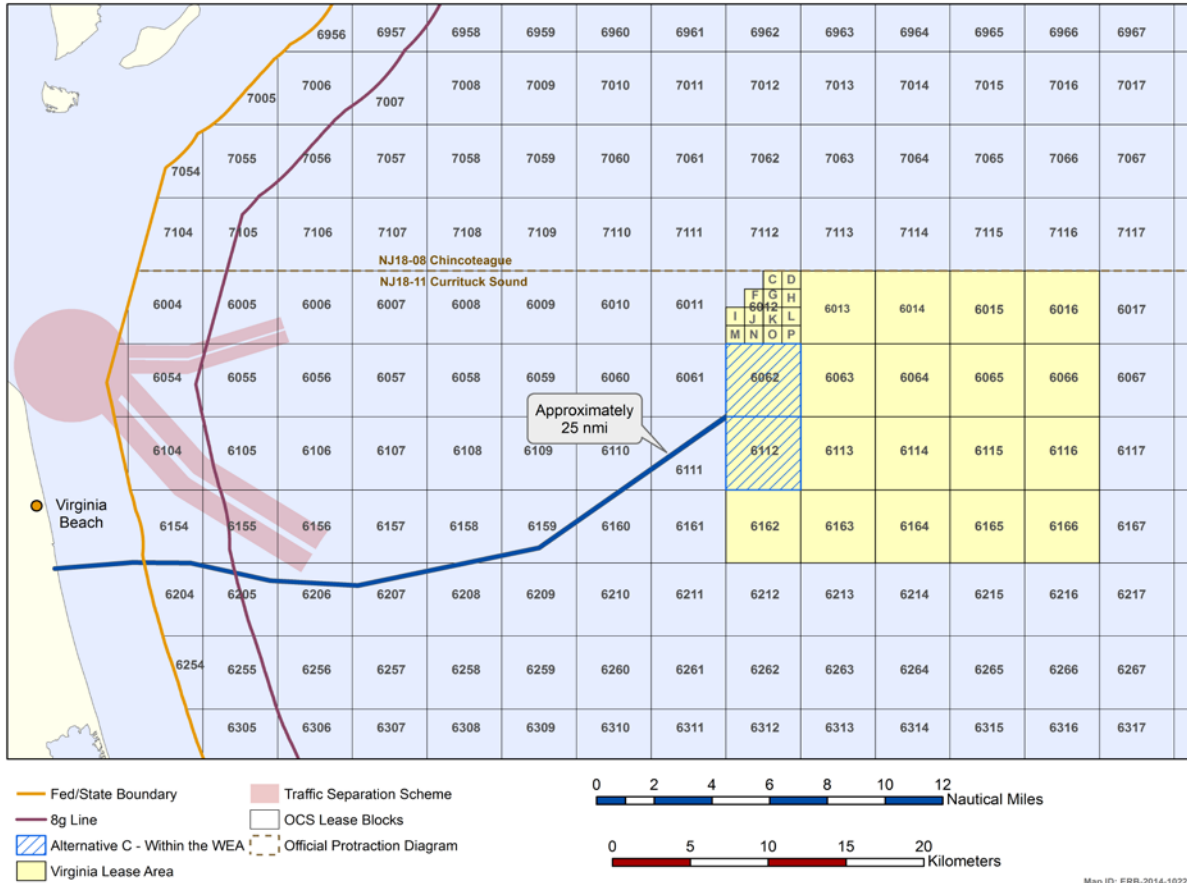 6956 6957 6958 6959 6960 6961 6962 6963 6964 6965 6966 6967
7005 7006 7007 7008 7009 7010 7011 7012 7013 7014 7015 7016 7017
7054 7055 7056 7057 7058 7059 7060 7061 7062 7063 7064 7065 7066 7067
7104 7105 7106 7107 7108 7109 7110 7111 7112 7113 7114 7115 7116 7117
NJ18-08 Chincoteague
NJ18-11 Currituck Sound
C D
F G H
6004 6005 6006 6007 6008 6009 6010 6011 6012 6013 6014 6015 6016 6017
I J K L
M N O P
6054 6055 6056 6057 6058 6059 6060 6061 6062 6063 6064 6065 6066 6067
Approximately
25 nmi
6104 6105 6106 6107 6108 6109 6110 6111 6112 6113 6114 6115 6116 6117
Virginia
Beach
6154 6155 6156 6157 6158 6159 6160 6161 6162 6163 6164 6165 6166 6167
6204 6205 6206 6207 6208 6209 6210 6211 6212 6213 6214 6215 6216 6217
6254 6255 6256 6257 6258 6259 6260 6261 6262 6263 6264 6265 6266 6267
6305 6306 6307 6308 6309 6310 6311 6312 6313 6314 6315 6316 6317
Fed/State Boundary
8g Line
Alternative C - Within the WEA
Virginia Lease Area
Traffic Separation Scheme
OCS Lease Blocks
Official Protraction Diagram
0 2 4 6 8 10 12
Nautical Miles
0 5 10 15 20
Kilometers
Map ID: ERB-2014-1022